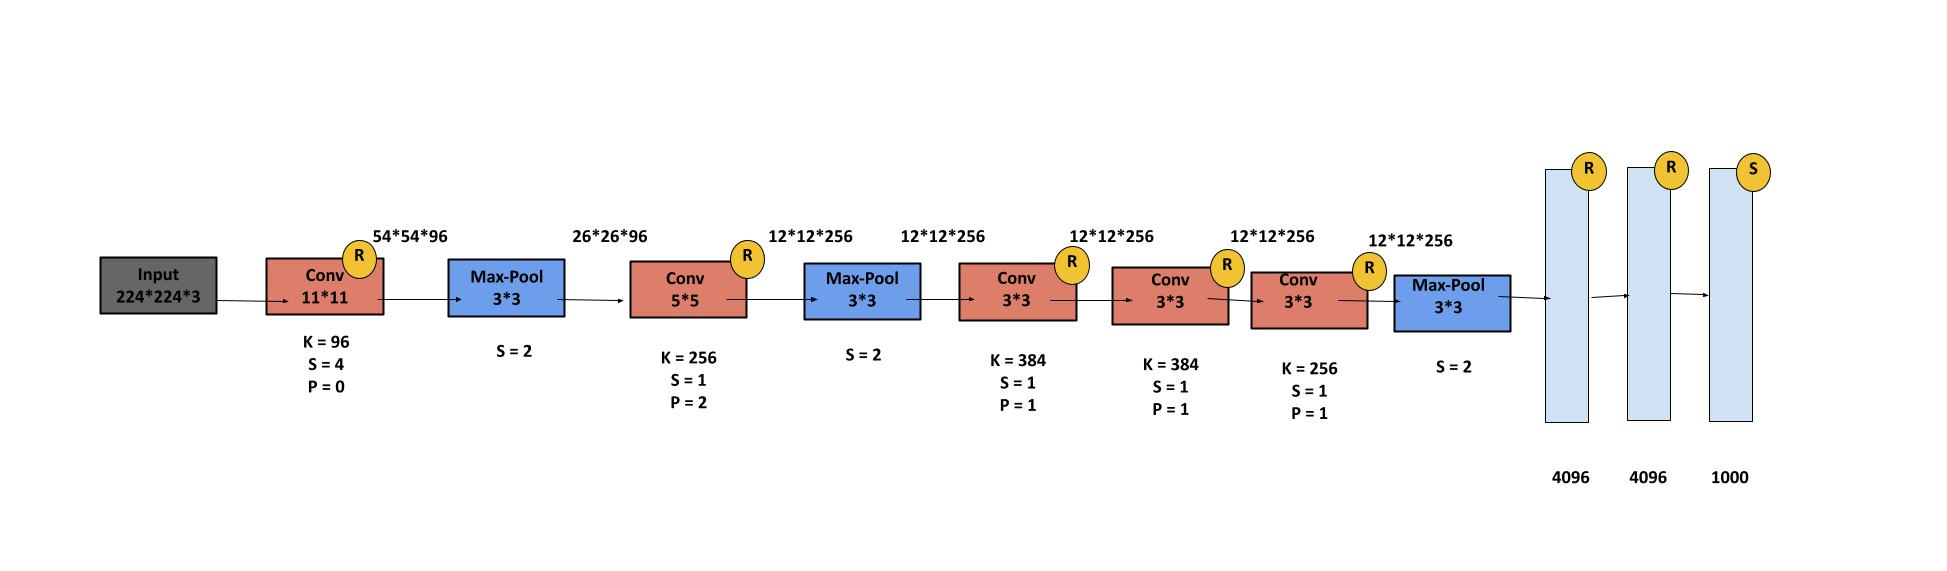 Input
224*224*3
Conv
11*11
R
K = 96
S = 4
P = 0
54*54*96
Max-Pool
3*3
S = 2
26*26*96
Conv
5*5
R
K = 256
S = 1
P = 2
12*12*256
Max-Pool
3*3
S = 2
12*12*256
Conv
3*3
R
K = 384
S = 1
P = 1
12*12*256
Conv
3*3
R
K = 384
S = 1
P = 1
12*12*256
Conv
3*3
R
K = 256
S = 1
P = 1
12*12*256
Max-Pool
3*3
S = 2
R
4096
R
4096
S
1000